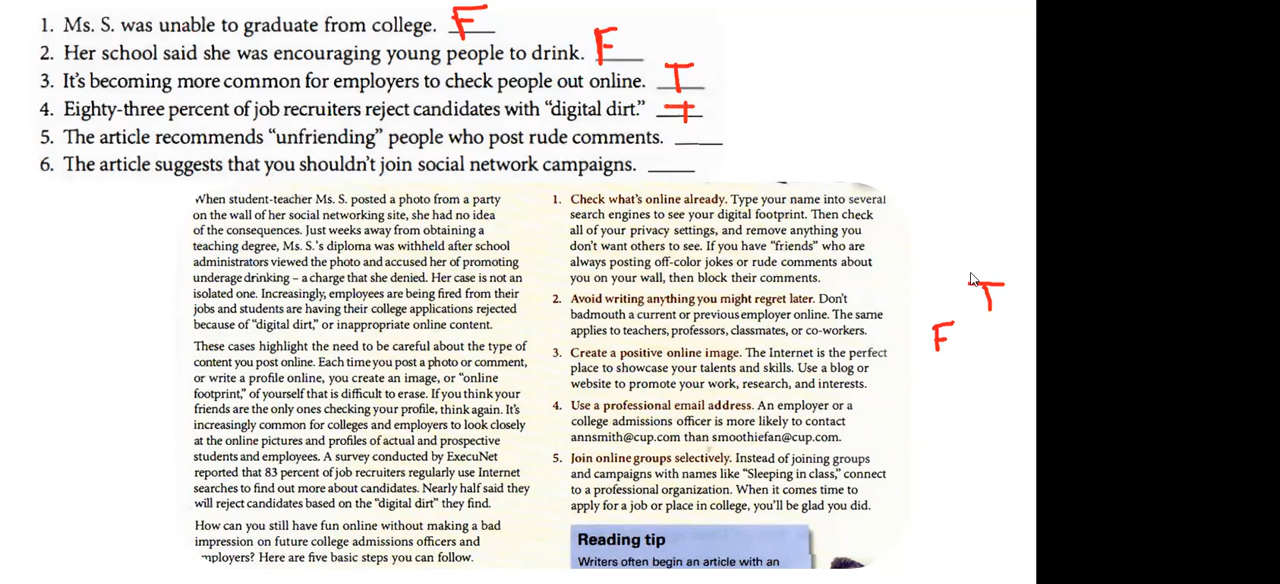 1. Ms. S. was unable to graduate from college. F
2. Her school said she was encouraging young people to drink. F
3. It's becoming more common for employers to check people out online. T
4. Eighty-three percent of job recruiters reject candidates with "digital dirt." T
5. The article recommends "unfriending" people who post rude comments. ____
6. The article suggests that you shouldn't join social network campaigns. ____
When student-teacher Ms. S. posted a photo from a party
on the wall of her social networking site, she had no idea
of the consequences. Just weeks away from obtaining a
teaching degree, Ms. S.'s diploma was withheld after school
administrators viewed the photo and accused her of promoting
underage drinking – a charge that she denied. Her case is not an
isolated one. Increasingly, employees are being fired from their
jobs and students are having their college applications rejected
because of "digital dirt," or inappropriate online content.
These cases highlight the need to be careful about the type of
content you post online. Each time you post a photo or comment,
or write a profile online, you create an image, or "online
footprint," of yourself that is difficult to erase. If you think your
friends are the only ones checking your profile, think again. It's
increasingly common for colleges and employers to look closely
at the online pictures and profiles of actual and prospective
students and employees. A survey conducted by ExecuNet
reported that 83 percent of job recruiters regularly use Internet
searches to find out more about candidates. Nearly half said they
will reject candidates based on the "digital dirt" they find.
How can you still have fun online without making a bad
impression on future college admissions officers and
mployers? Here are five basic steps you can follow.
1. Check what's online already. Type your name into several
search engines to see your digital footprint. Then check
all of your privacy settings, and remove anything you
don't want others to see. If you have "friends" who are
always posting off-color jokes or rude comments about
you on your wall, then block their comments.
2. Avoid writing anything you might regret later. Don't
badmouth a current or previous employer online. The same
applies to teachers, professors, classmates, or co-workers.
3. Create a positive online image. The Internet is the perfect
place to showcase your talents and skills. Use a blog or
website to promote your work, research, and interests.
4. Use a professional email address. An employer or a
college admissions officer is more likely to contact
annsmith@cup.com than smoothiefan@cup.com.
5. Join online groups selectively. Instead of joining groups
and campaigns with names like "Sleeping in class," connect
to a professional organization. When it comes time to
apply for a job or place in college, you'll be glad you did.
Reading tip
Writers often begin an article with an
T
F